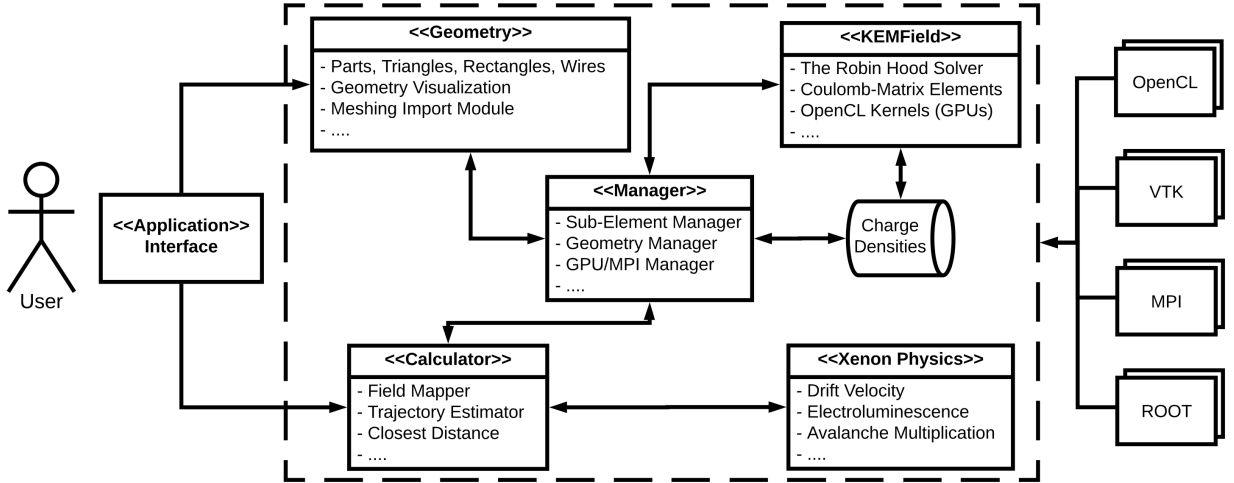 <<Geometry>>
- Parts, Triangles, Rectangles, Wires
- Geometry Visualization
- Meshing Import Module
- ....
<<KEMField>>
- The Robin Hood Solver
- Coulomb-Matrix Elements
- OpenCL Kernels (GPUs)
- ....
OpenCL
User
<<Application>>
Interface
<<Manager>>
- Sub-Element Manager
- Geometry Manager
- GPU/MPI Manager
- ....
Charge
Densities
VTK
MPI
<<Calculator>>
- Field Mapper
- Trajectory Estimator
- Closest Distance
- ....
<<Xenon Physics>>
- Drift Velocity
- Electroluminescence
- Avalanche Multiplication
- ....
ROOT